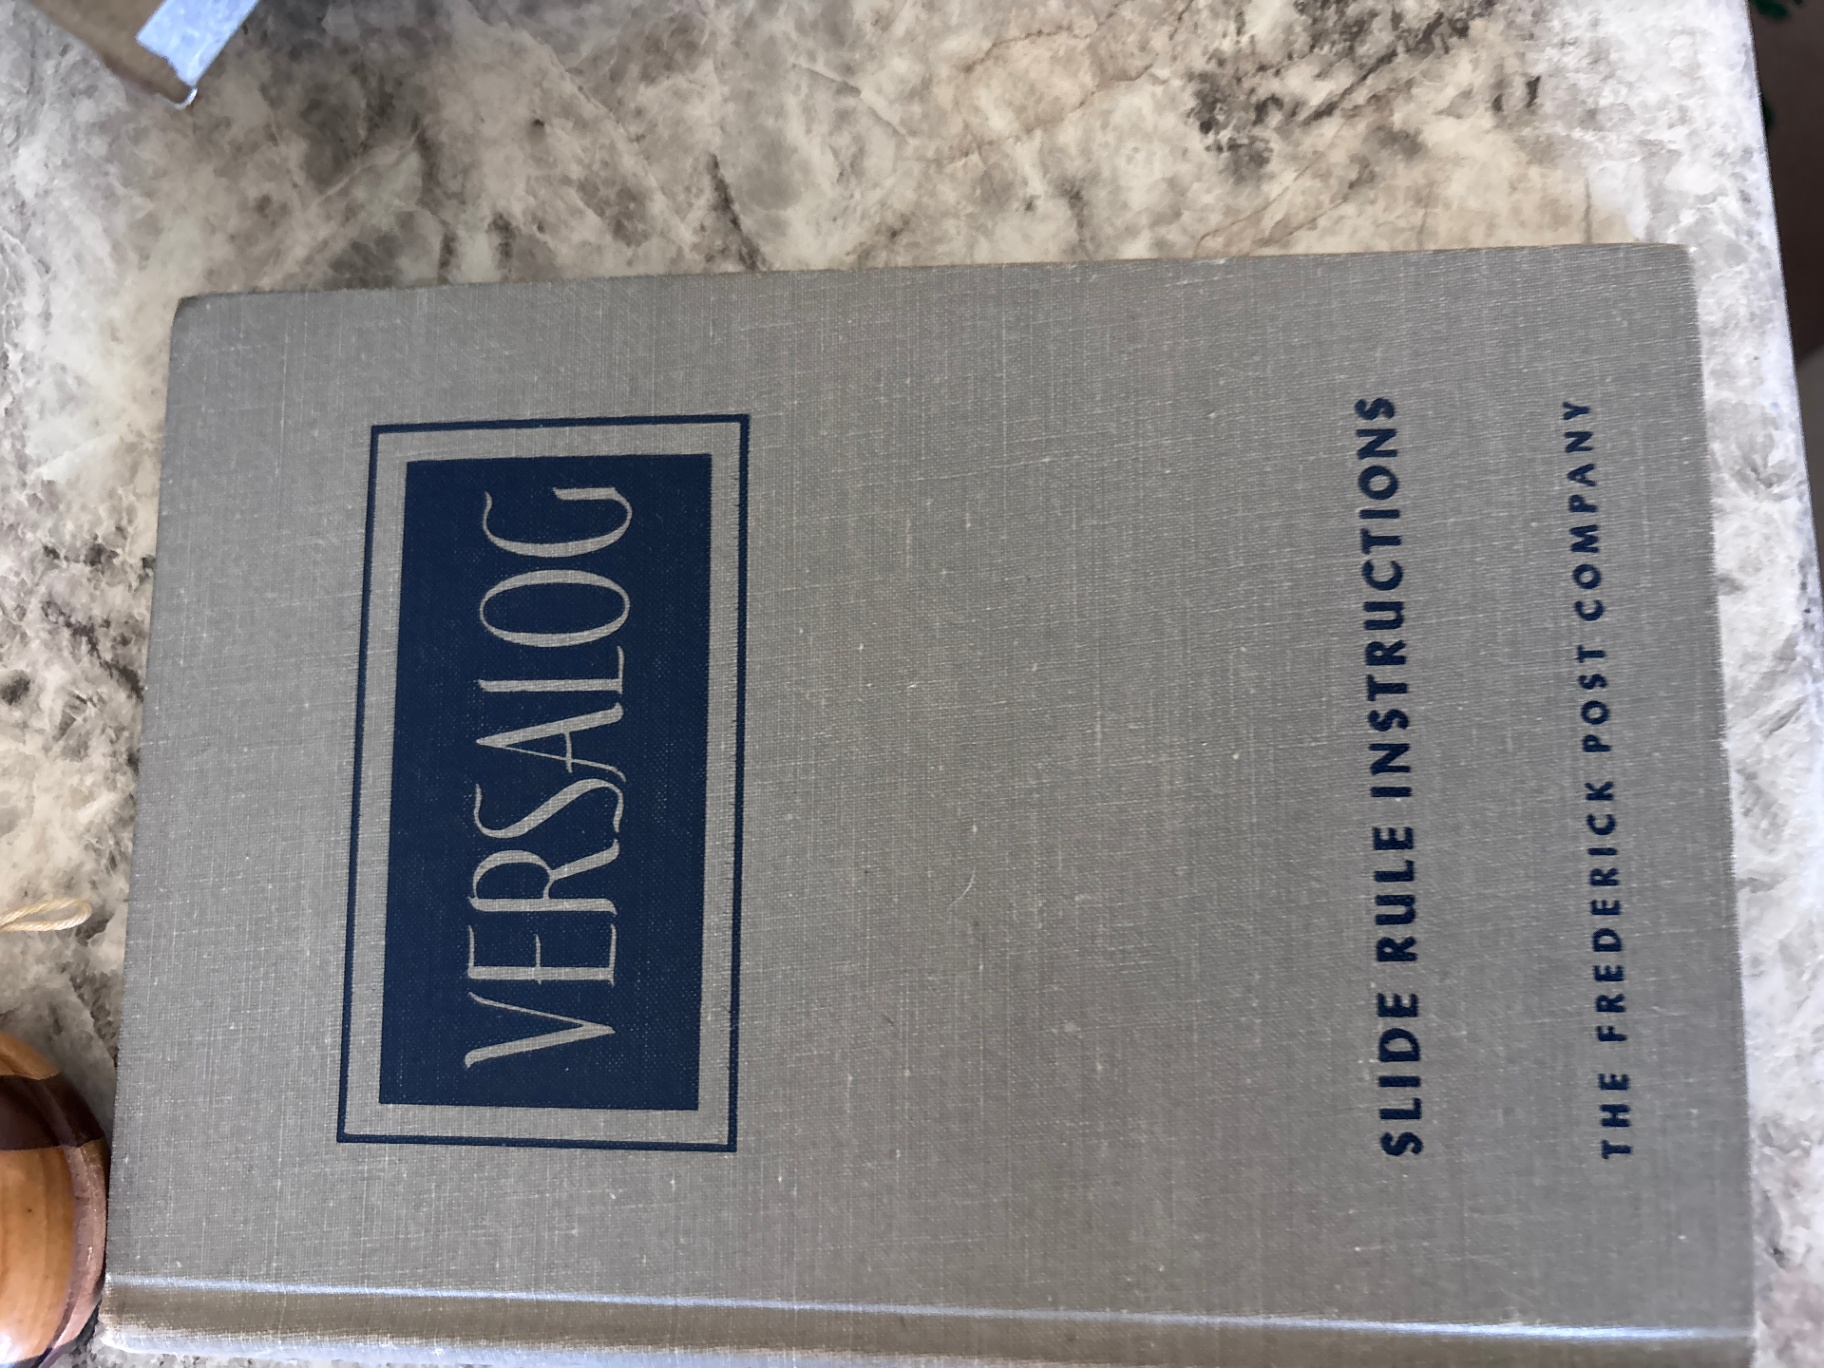 VERSALOG
SLIDE RULE INSTRUCTIONS
THE FREDERICK POST COMPANY